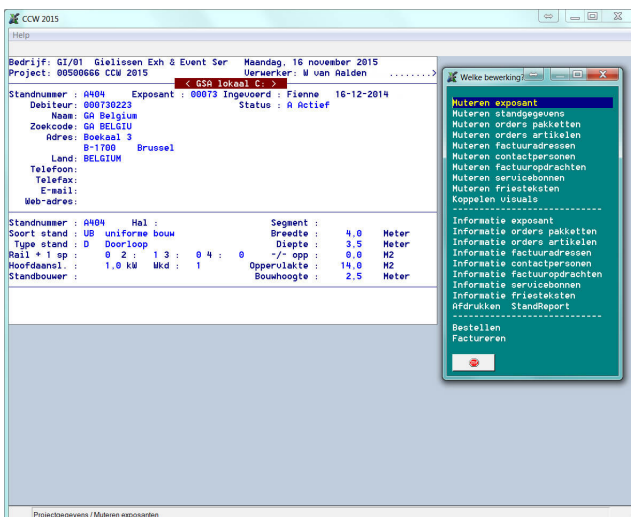 CCW 2015
Help
Bedrijf: GI/01 Gielissen Exh & Event Ser Maandag, 16 november 2015
Project: 00500666 CCW 2015 Verwerker: W van Aalden ........>
< GSA lokaal C: >
Standnummer : A404 Exposant : 00073 Ingevoerd : Fienne 16-12-2014
Debiteur: 000730223 Status : A Actief
Naam: GA Belgium
Zoekcode: GA BELGIU
Adres: Broekaal 3
B-1700 Brussel
Land: BELGIUM
Telefoon:
Telefax:
E-mail:
Web-adres:
Standnummer : A404 Hal : Segment :
Soort stand : UB uniforme bouw Breedte : 4,0 Meter
Type stand : D Doorloop Diepte : 3,5 Meter
Rail + 1 sp : 0 2 : 1 3 : 0 4 : 0 -/- opp : 0,0 M2
Hoofdaansl. : 1,0 kW Wkd : 1 Oppervlakte : 14,0 M2
Standbouwer : Bouwhoogte : 2,5 Meter
Welke bewerking?
Muteren exposant
Muteren standgegevens
Muteren orders pakketten
Muteren orders artikelen
Muteren factuuradressen
Muteren contactpersonen
Muteren factuuropdrachten
Muteren servicebonnen
Muteren friesteksten
Koppelen visuals
---------------------------
Informatie exposant
Informatie orders pakketten
Informatie orders artikelen
Informatie factuuradressen
Informatie contactpersonen
Informatie factuuropdrachten
Informatie servicebonnen
Informatie friesteksten
Afdrukken StandReport
---------------------------
Bestellen
Factureren
Projectgegevens / Muteren exposanten